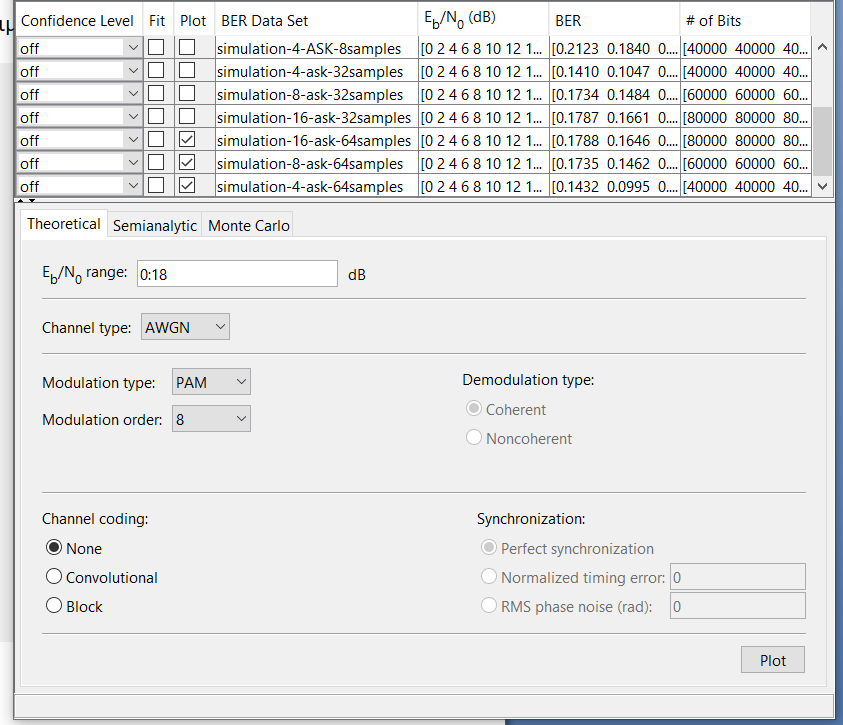 Confidence Level Fit Plot BER Data Set Eb/N0 (dB) BER # of Bits
off simulation-4-ASK-8samples [0 2 4 6 8 10 12 1... [0.2123 0.1840 0.... [40000 40000 40...
off simulation-4-ask-32samples [0 2 4 6 8 10 12 1... [0.1410 0.1047 0.... [40000 40000 40...
off simulation-8-ask-32samples [0 2 4 6 8 10 12 1... [0.1734 0.1484 0.... [60000 60000 60...
off simulation-16-ask-32samples [0 2 4 6 8 10 12 1... [0.1787 0.1661 0.... [80000 80000 80...
off simulation-16-ask-64samples [0 2 4 6 8 10 12 1... [0.1788 0.1646 0.... [80000 80000 80...
off simulation-8-ask-64samples [0 2 4 6 8 10 12 1... [0.1735 0.1462 0.... [60000 60000 60...
off simulation-4-ask-64samples [0 2 4 6 8 10 12 1... [0.1432 0.0995 0.... [40000 40000 40...
Theoretical Semianalytic Monte Carlo
Eb/N0 range: 0:18 dB
Channel type: AWGN
Modulation type: PAM
Modulation order: 8
Demodulation type:
Coherent
Noncoherent
Channel coding:
None
Convolutional
Block
Synchronization:
Perfect synchronization
Normalized timing error: 0
RMS phase noise (rad): 0
Plot